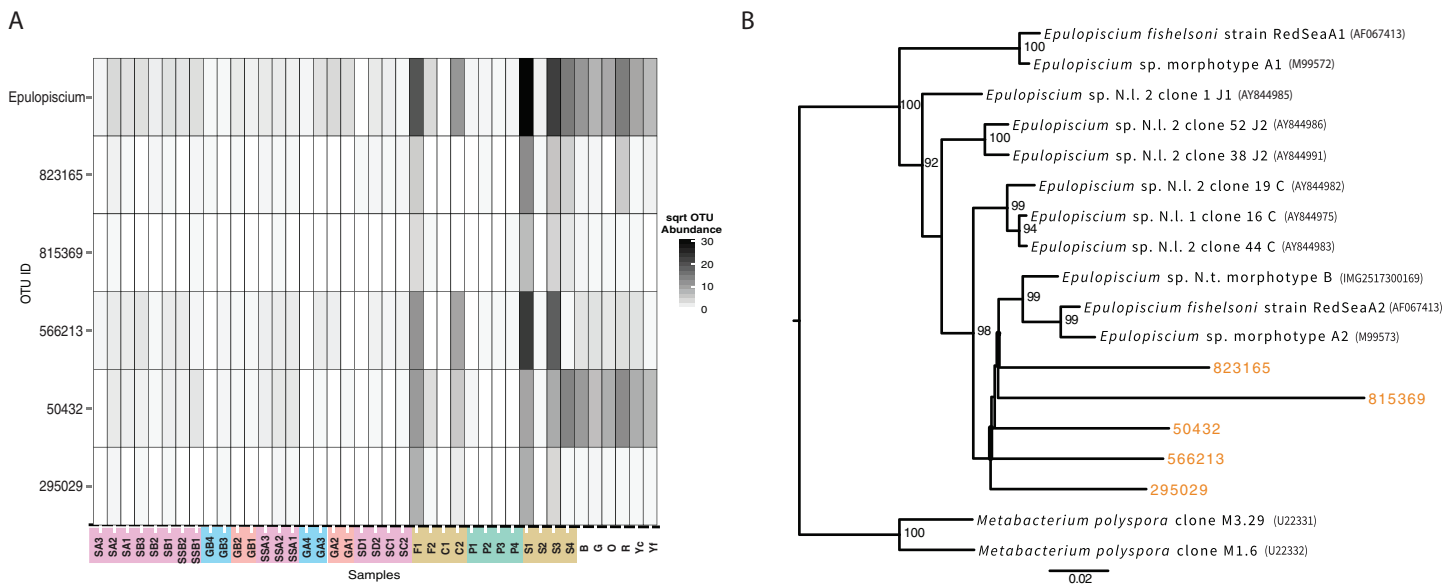 A
Epulopiscium
823165
815369
566213
50432
295029
OTU ID
sqrt OTU
Abundance
30
20
10
0
SA3 SA2 SA1 SB3 SB2 SB1 SSB2 SSB1 GB4 GB3 GB2 GB1 SSA3 SSA2 SSA1 GA4 GA3 GA2 GA1 SD1 SD2 SC1 SC2 F1 F2 C1 C2 P1 P2 P3 P4 S1 S2 S3 S4 B G O R Yc Yf
Samples
B
Epulopiscium fishelsoni strain RedSeaA1 (AF067413)
100
Epulopiscium sp. morphotype A1 (M99572)
Epulopiscium sp. N.l. 2 clone 1 J1 (AY844985)
100
Epulopiscium sp. N.l. 2 clone 52 J2 (AY844986)
100
Epulopiscium sp. N.l. 2 clone 38 J2 (AY844991)
92
Epulopiscium sp. N.l. 2 clone 19 C (AY844982)
99
Epulopiscium sp. N.l. 1 clone 16 C (AY844975)
94
Epulopiscium sp. N.l. 2 clone 44 C (AY844983)
Epulopiscium sp. N.t. morphotype B (IMG2517300169)
99
Epulopiscium fishelsoni strain RedSeaA2 (AF067413)
99
98
Epulopiscium sp. morphotype A2 (M99573)
823165
815369
50432
566213
295029
Metabacterium polyspora clone M3.29 (U22331)
100
Metabacterium polyspora clone M1.6 (U22332)
0.02